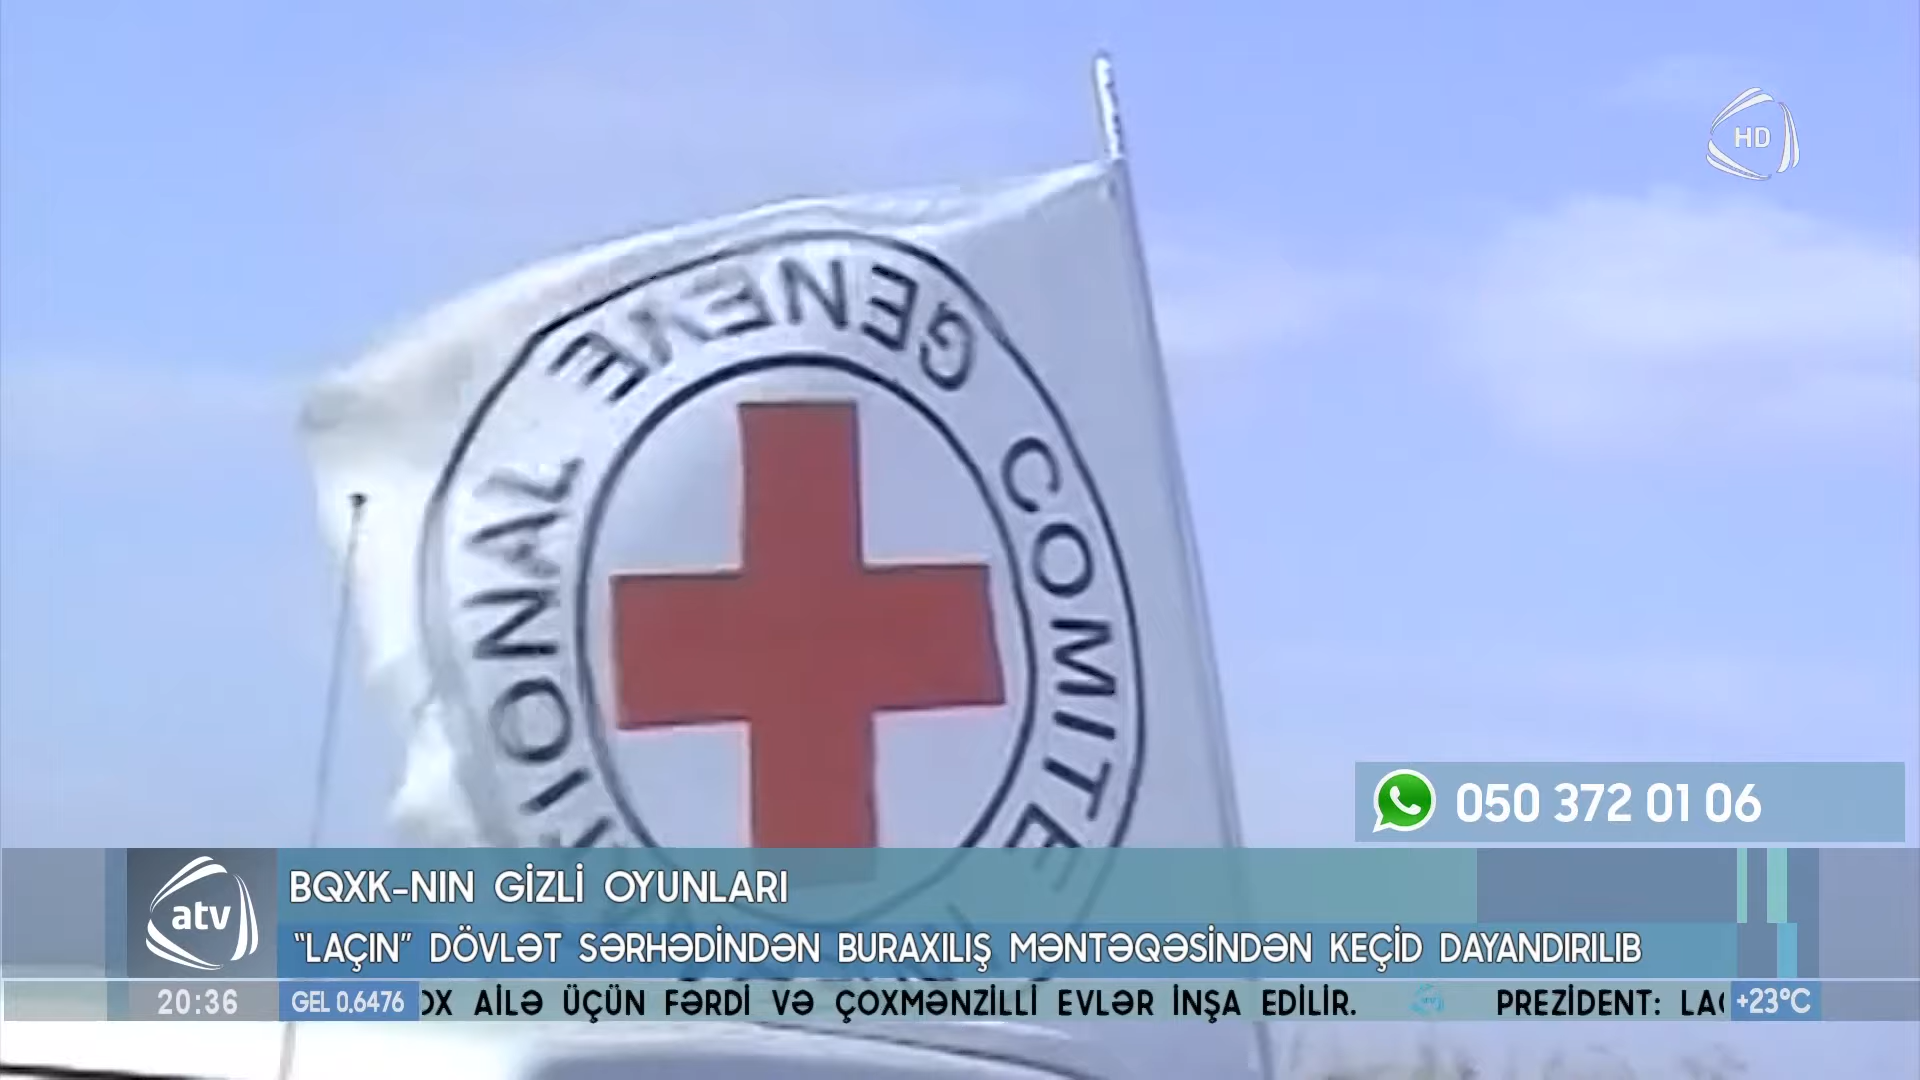 HD
GENEVE
COMITE
050 372 01 06
atv
BQXK-NIN GİZLİ OYUNLARI
"LAÇIN" DÖVLƏT SƏRHƏDİNDƏN BURAXILIŞ MƏNTƏQƏSİNDƏN KEÇİD DAYANDIRILIB
20:36 GEL 0.6476 AİLƏ ÜÇÜN FƏRDİ VƏ ÇOXMƏNZİLLİ EVLƏR İNŞA EDİLİR. PREZİDENT: +23°C